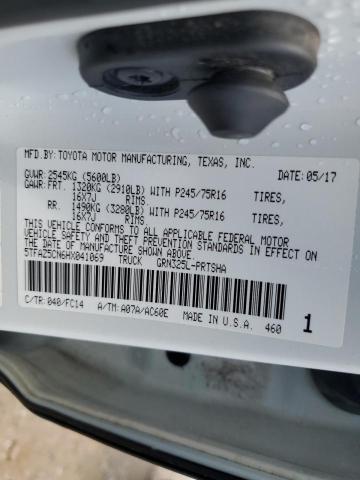 MFD.BY: TOYOTA MOTOR MANUFACTURING, TEXAS, INC. DATE: 05/17
GVWR: 2545KG (5600LB)
GAWR: FRT. 1320KG (2910LB) WITH P245/75R16 TIRES,
16X7J RIMS.
RR. 1490KG (3280LB) WITH P245/75R16 TIRES,
16X7J RIMS.
THIS VEHICLE CONFORMS TO ALL APPLICABLE FEDERAL MOTOR
VEHICLE SAFETY AND THEFT PREVENTION STANDARDS IN EFFECT
ON THE DATE OF MANUFACTURE SHOWN ABOVE.
5TFAZ5CN6HX041069 TRUCK GRN325L-PRTSHA
C/TR: 040/FC14 A/TM: A07A/AC60E MADE IN U.S.A. 460 1